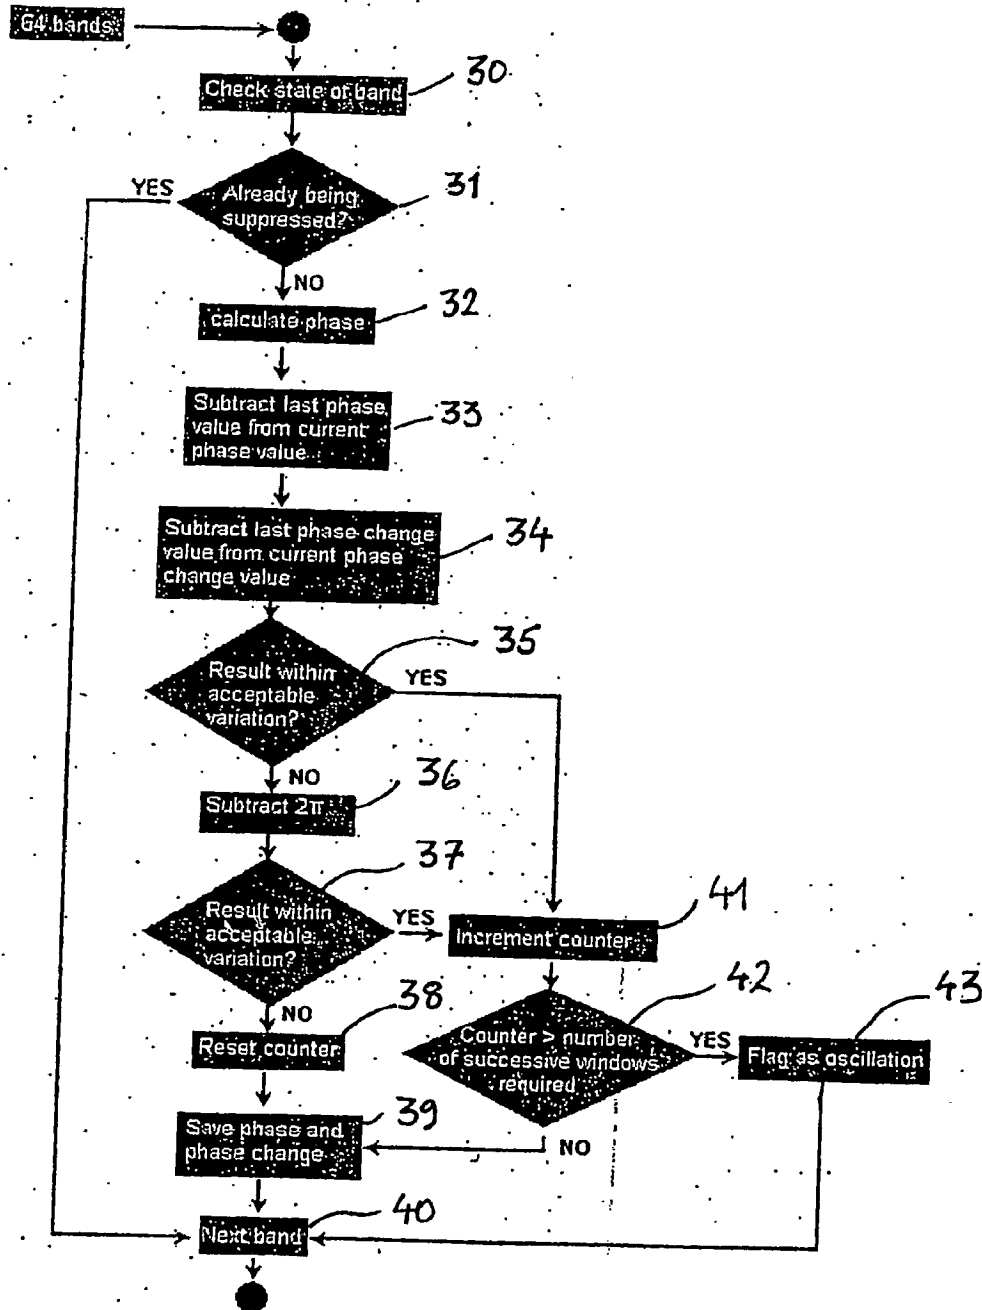 64 bands
Check state of band
30
Already being
suppressed?
31
YES
NO
calculate phase
32
Subtract last phase
value from current
phase value
33
Subtract last phase change
value from current phase
change value
34
Result within
acceptable
variation?
35
YES
NO
Subtract 2π
36
Result within
acceptable
variation?
37
YES
NO
Increment counter
41
Reset counter
38
Counter > number
of successive windows
required
42
YES
NO
Flag as oscillation
43
Save phase and
phase change
39
Next band
40